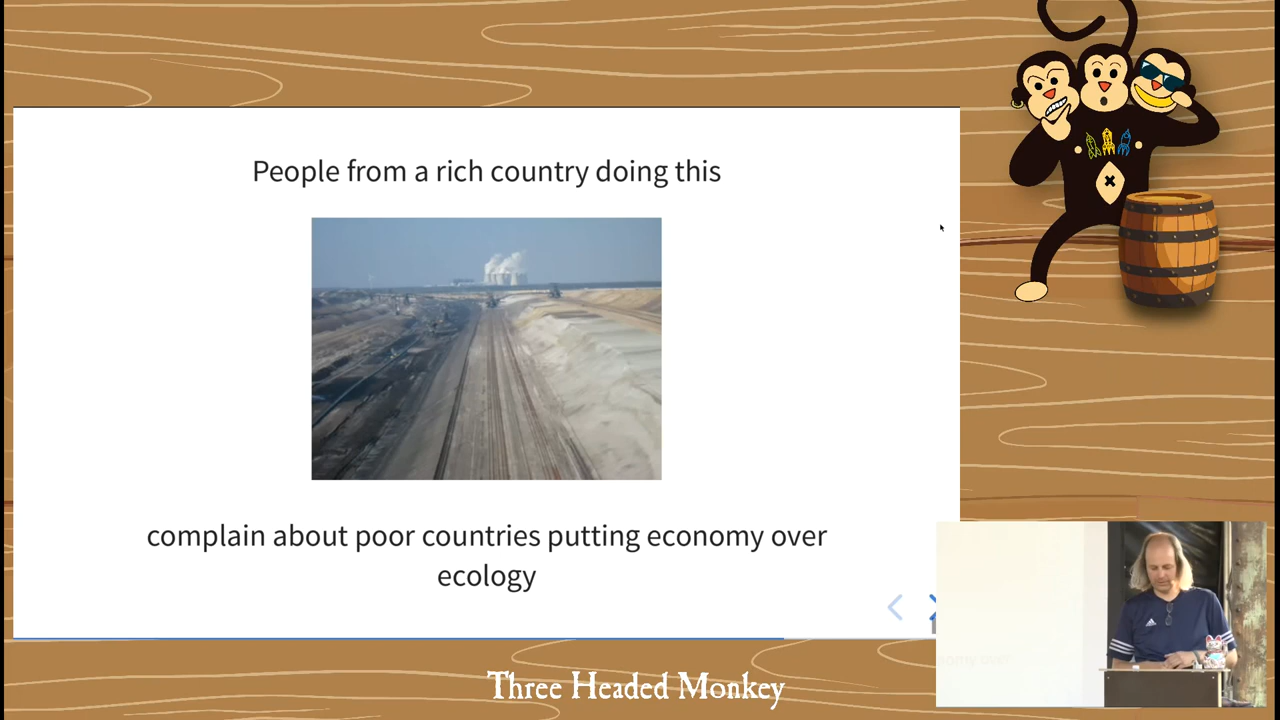 People from a rich country doing this
complain about poor countries putting economy over
ecology
Three Headed Monkey